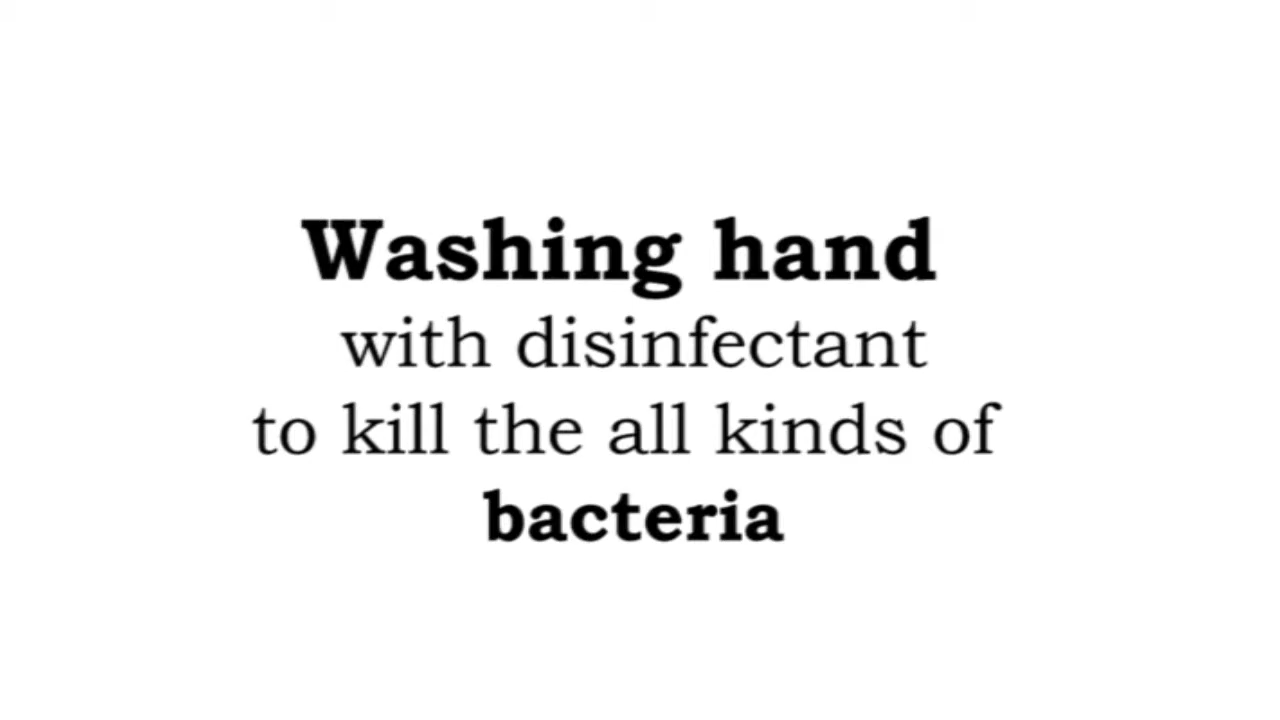 Washing hand
with disinfectant
to kill the all kinds of
bacteria